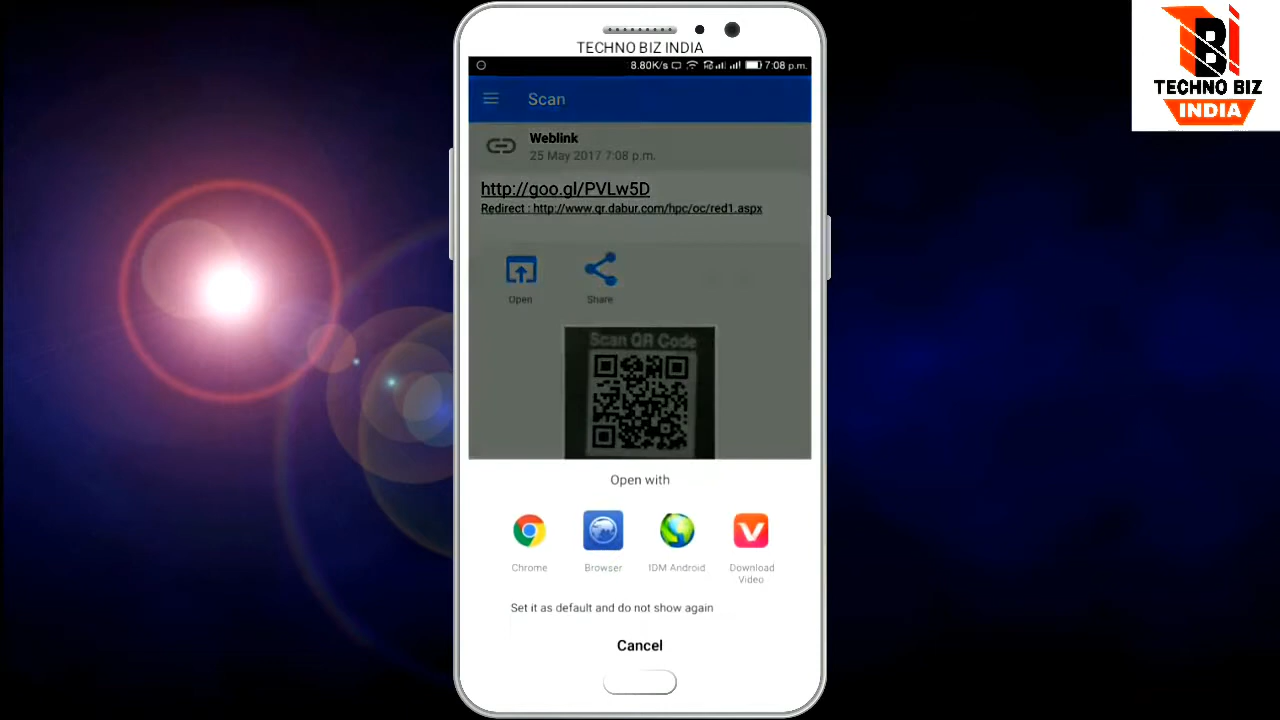 TECHNO BIZ INDIA
8.80K/s 7:08 p.m.
Scan
Weblink
25 May 2017 7:08 p.m.
http://goo.gl/PVLw5D
Redirect : http://www.qr.dabur.com/hpc/oc/red1.aspx
Open Share
Scan QR Code
Open with
Chrome Browser IDM Android Download
Video
Set it as default and do not show again
Cancel
BI
TECHNO BIZ
INDIA